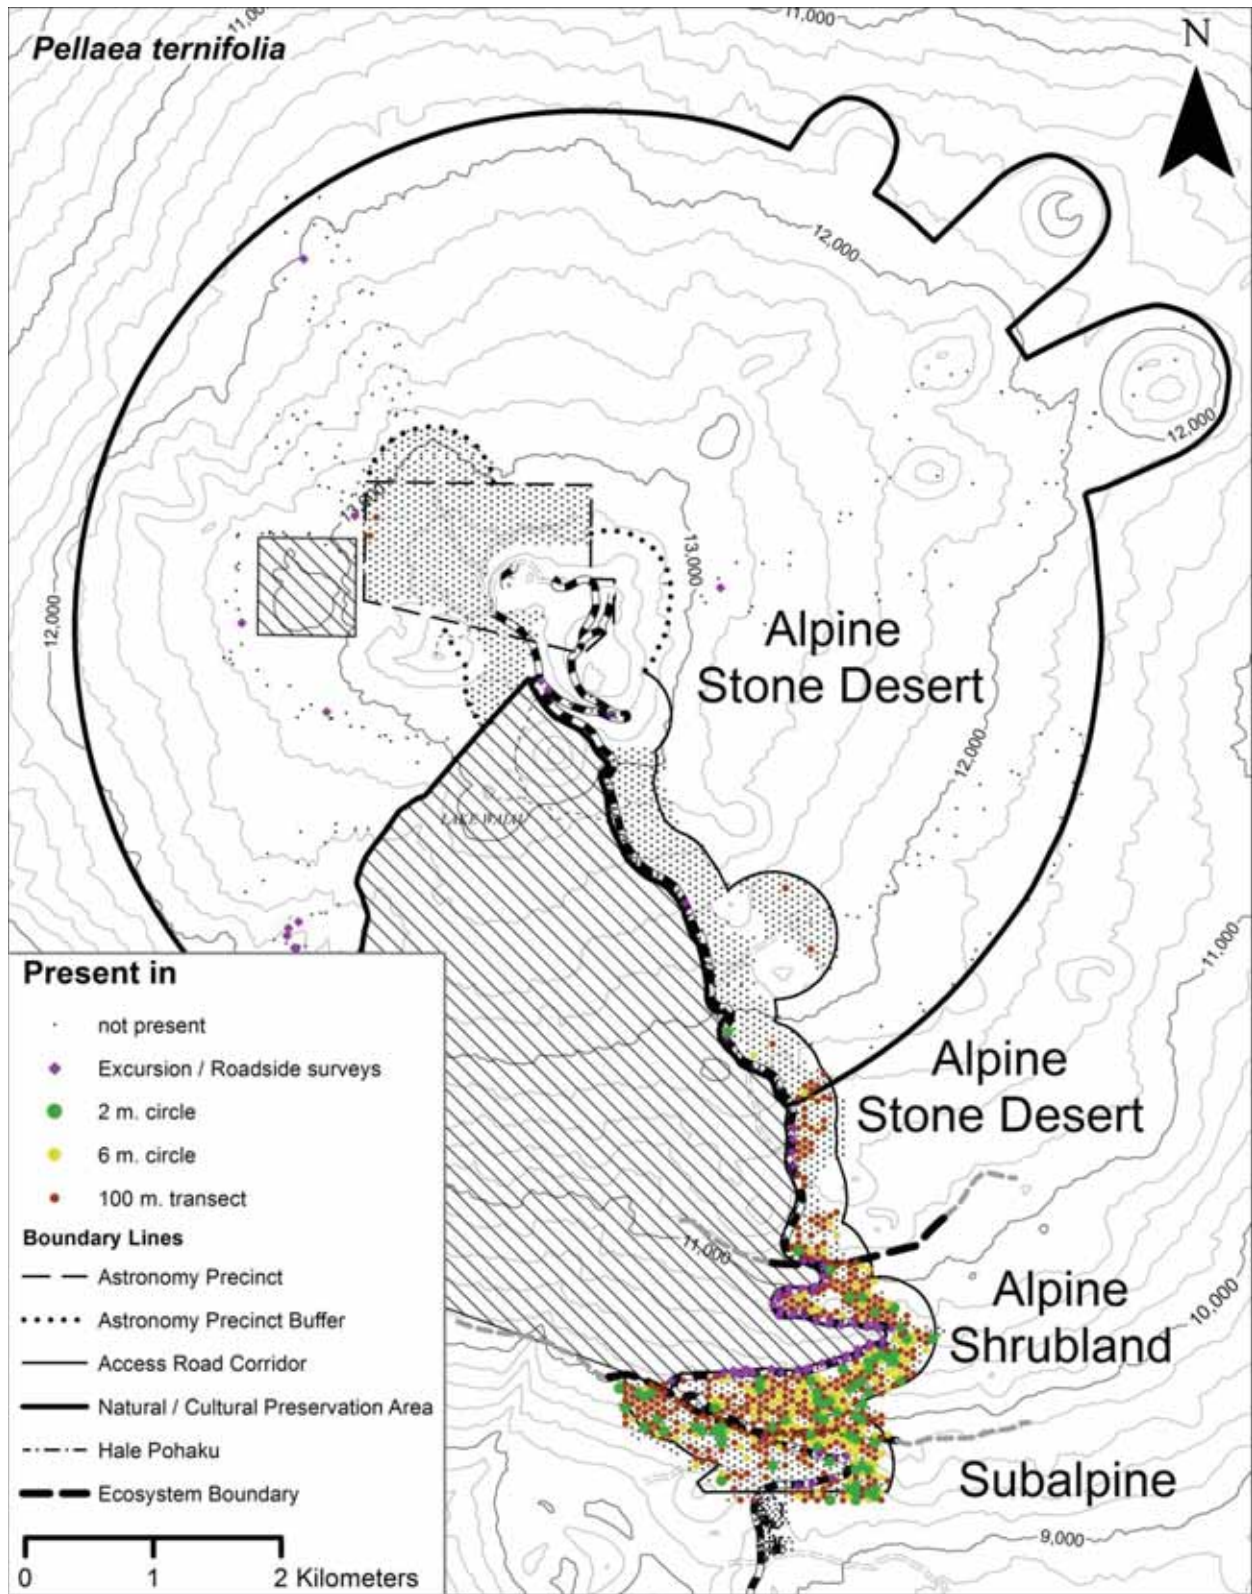 11,000
11,000
Pellaea ternifolia
N
12,000
12,000
13,000
13,000
12,000
Alpine
Stone Desert
12,000
LAKE WAIAU
11,000
Present in
not present
Excursion / Roadside surveys
2 m. circle
6 m. circle
100 m. transect
Boundary Lines
Astronomy Precinct
Astronomy Precinct Buffer
Access Road Corridor
Natural / Cultural Preservation Area
Hale Pohaku
Ecosystem Boundary
0 1 2 Kilometers
Alpine
Stone Desert
11,000
Alpine
Shrubland
10,000
Subalpine
9,000